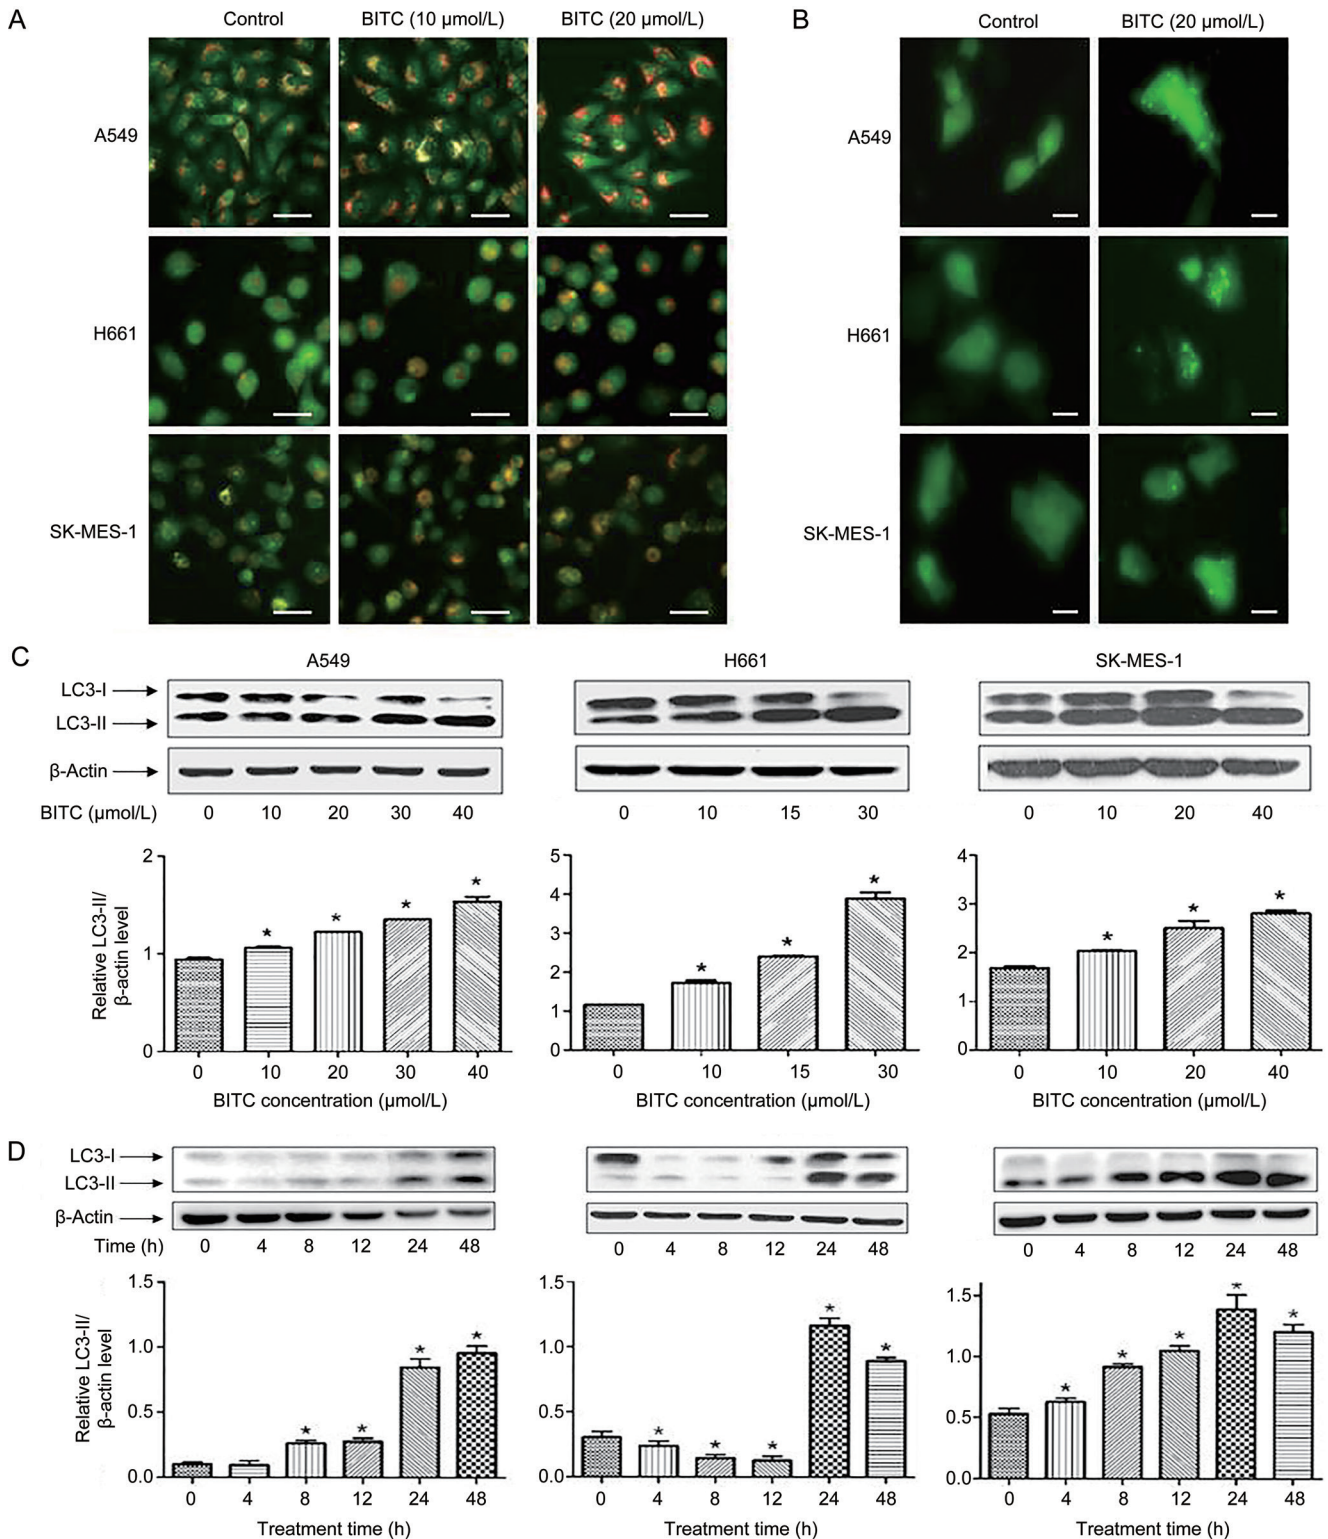 A
Control BITC (10 μmol/L) BITC (20 μmol/L)
A549
H661
SK-MES-1
B
Control BITC (20 μmol/L)
A549
H661
SK-MES-1
C
A549 H661 SK-MES-1
LC3-I
LC3-II
β-Actin
BITC (μmol/L) 0 10 20 30 40 0 10 15 30 0 10 20 40
Relative LC3-II/
β-actin level
2
1
0
* * * *
0 10 20 30 40
BITC concentration (μmol/L)
5
4
3
2
1
0
* * *
0 10 15 30
BITC concentration (μmol/L)
4
3
2
1
0
* * *
0 10 20 40
BITC concentration (μmol/L)
D
LC3-I
LC3-II
β-Actin
Time (h) 0 4 8 12 24 48 0 4 8 12 24 48 0 4 8 12 24 48
Relative LC3-II/
β-actin level
1.5
1.0
0.5
0.0
* * * *
0 4 8 12 24 48
Treatment time (h)
1.5
1.0
0.5
0.0
* * * * *
0 4 8 12 24 48
Treatment time (h)
1.5
1.0
0.5
0.0
* * * * *
0 4 8 12 24 48
Treatment time (h)